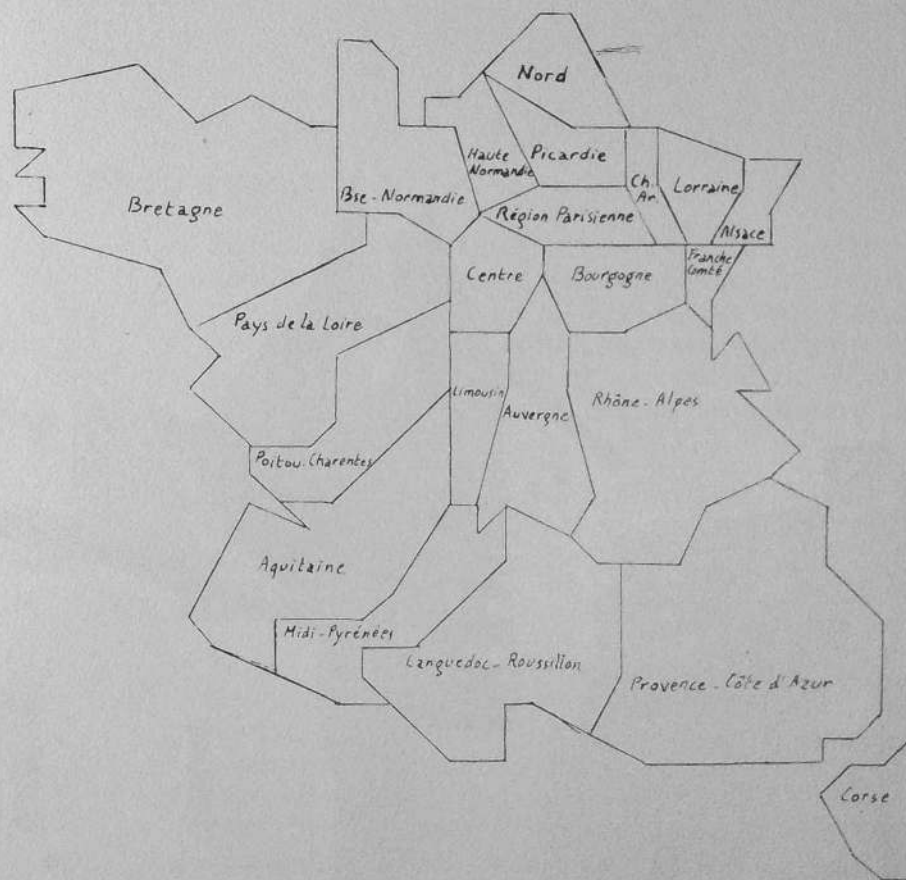 Nord
Haute
Normandie
Picardie
Ch.
Ar.
Lorraine
Alsace
Bretagne
Bse-Normandie
Région Parisienne
Centre
Bourgogne
Franche
Comté
Pays de la Loire
Limousin
Auvergne
Rhône-Alpes
Poitou-Charentes
Aquitaine
Midi-Pyrénées
Languedoc-Roussillon
Provence-Côte d'Azur
Corse